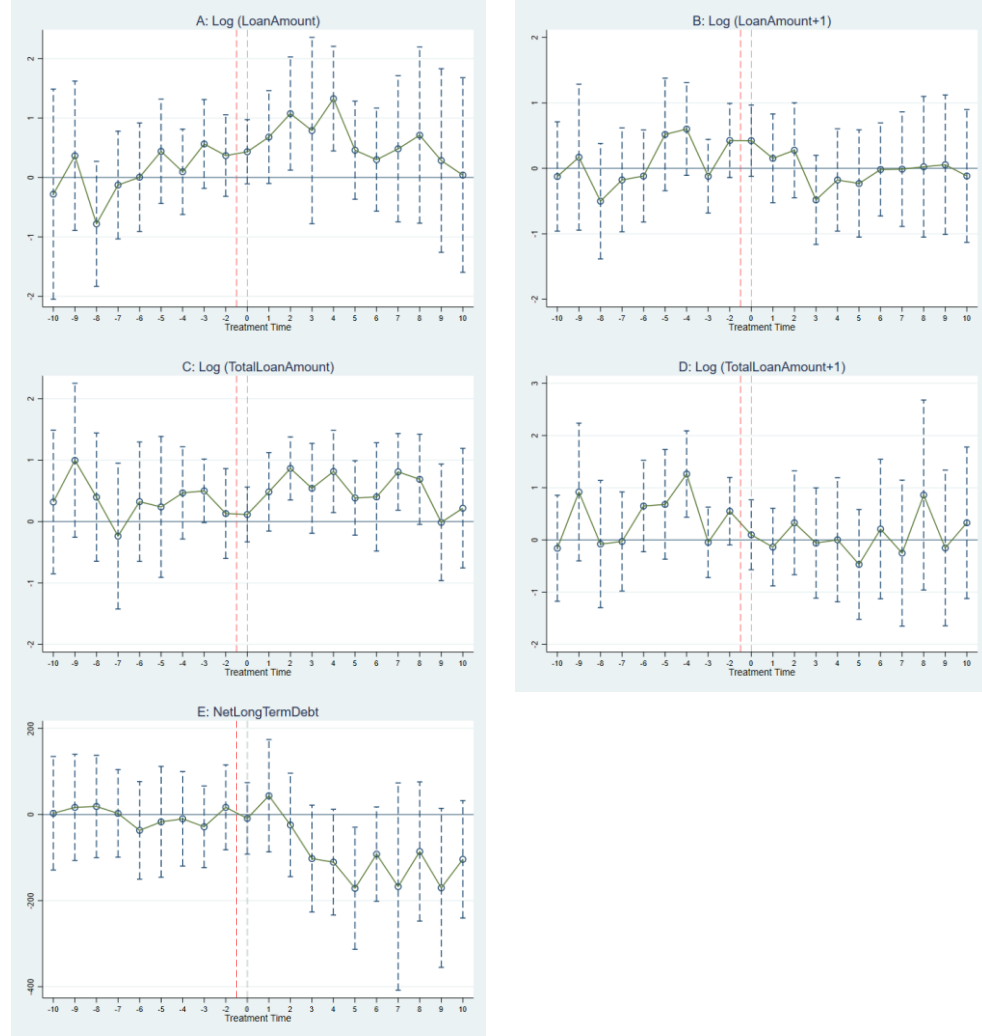 A: Log (LoanAmount)
2
1
0
-1
-2
-10 -9 -8 -7 -6 -5 -4 -3 -2 0 1 2 3 4 5 6 7 8 9 10
Treatment Time
B: Log (LoanAmount+1)
2
1
0
-1
-2
-10 -9 -8 -7 -6 -5 -4 -3 -2 0 1 2 3 4 5 6 7 8 9 10
Treatment Time
C: Log (TotalLoanAmount)
2
1
0
-1
-2
-10 -9 -8 -7 -6 -5 -4 -3 -2 0 1 2 3 4 5 6 7 8 9 10
Treatment Time
D: Log (TotalLoanAmount+1)
3
2
1
0
-1
-2
-10 -9 -8 -7 -6 -5 -4 -3 -2 0 1 2 3 4 5 6 7 8 9 10
Treatment Time
E: NetLongTermDebt
200
0
-200
-400
-10 -9 -8 -7 -6 -5 -4 -3 -2 0 1 2 3 4 5 6 7 8 9 10
Treatment Time